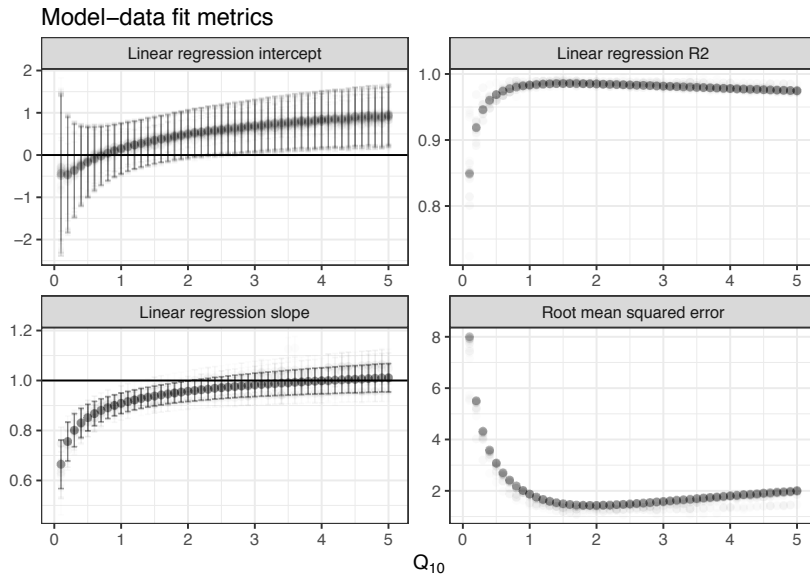 Model−data fit metrics
Linear regression intercept
Linear regression R2
2
1
0
−1
−2
0 1 2 3 4 5
1.0
0.9
0.8
0 1 2 3 4 5
Linear regression slope
Root mean squared error
1.2
1.0
0.8
0.6
0 1 2 3 4 5
8
6
4
2
0 1 2 3 4 5
Q₁₀